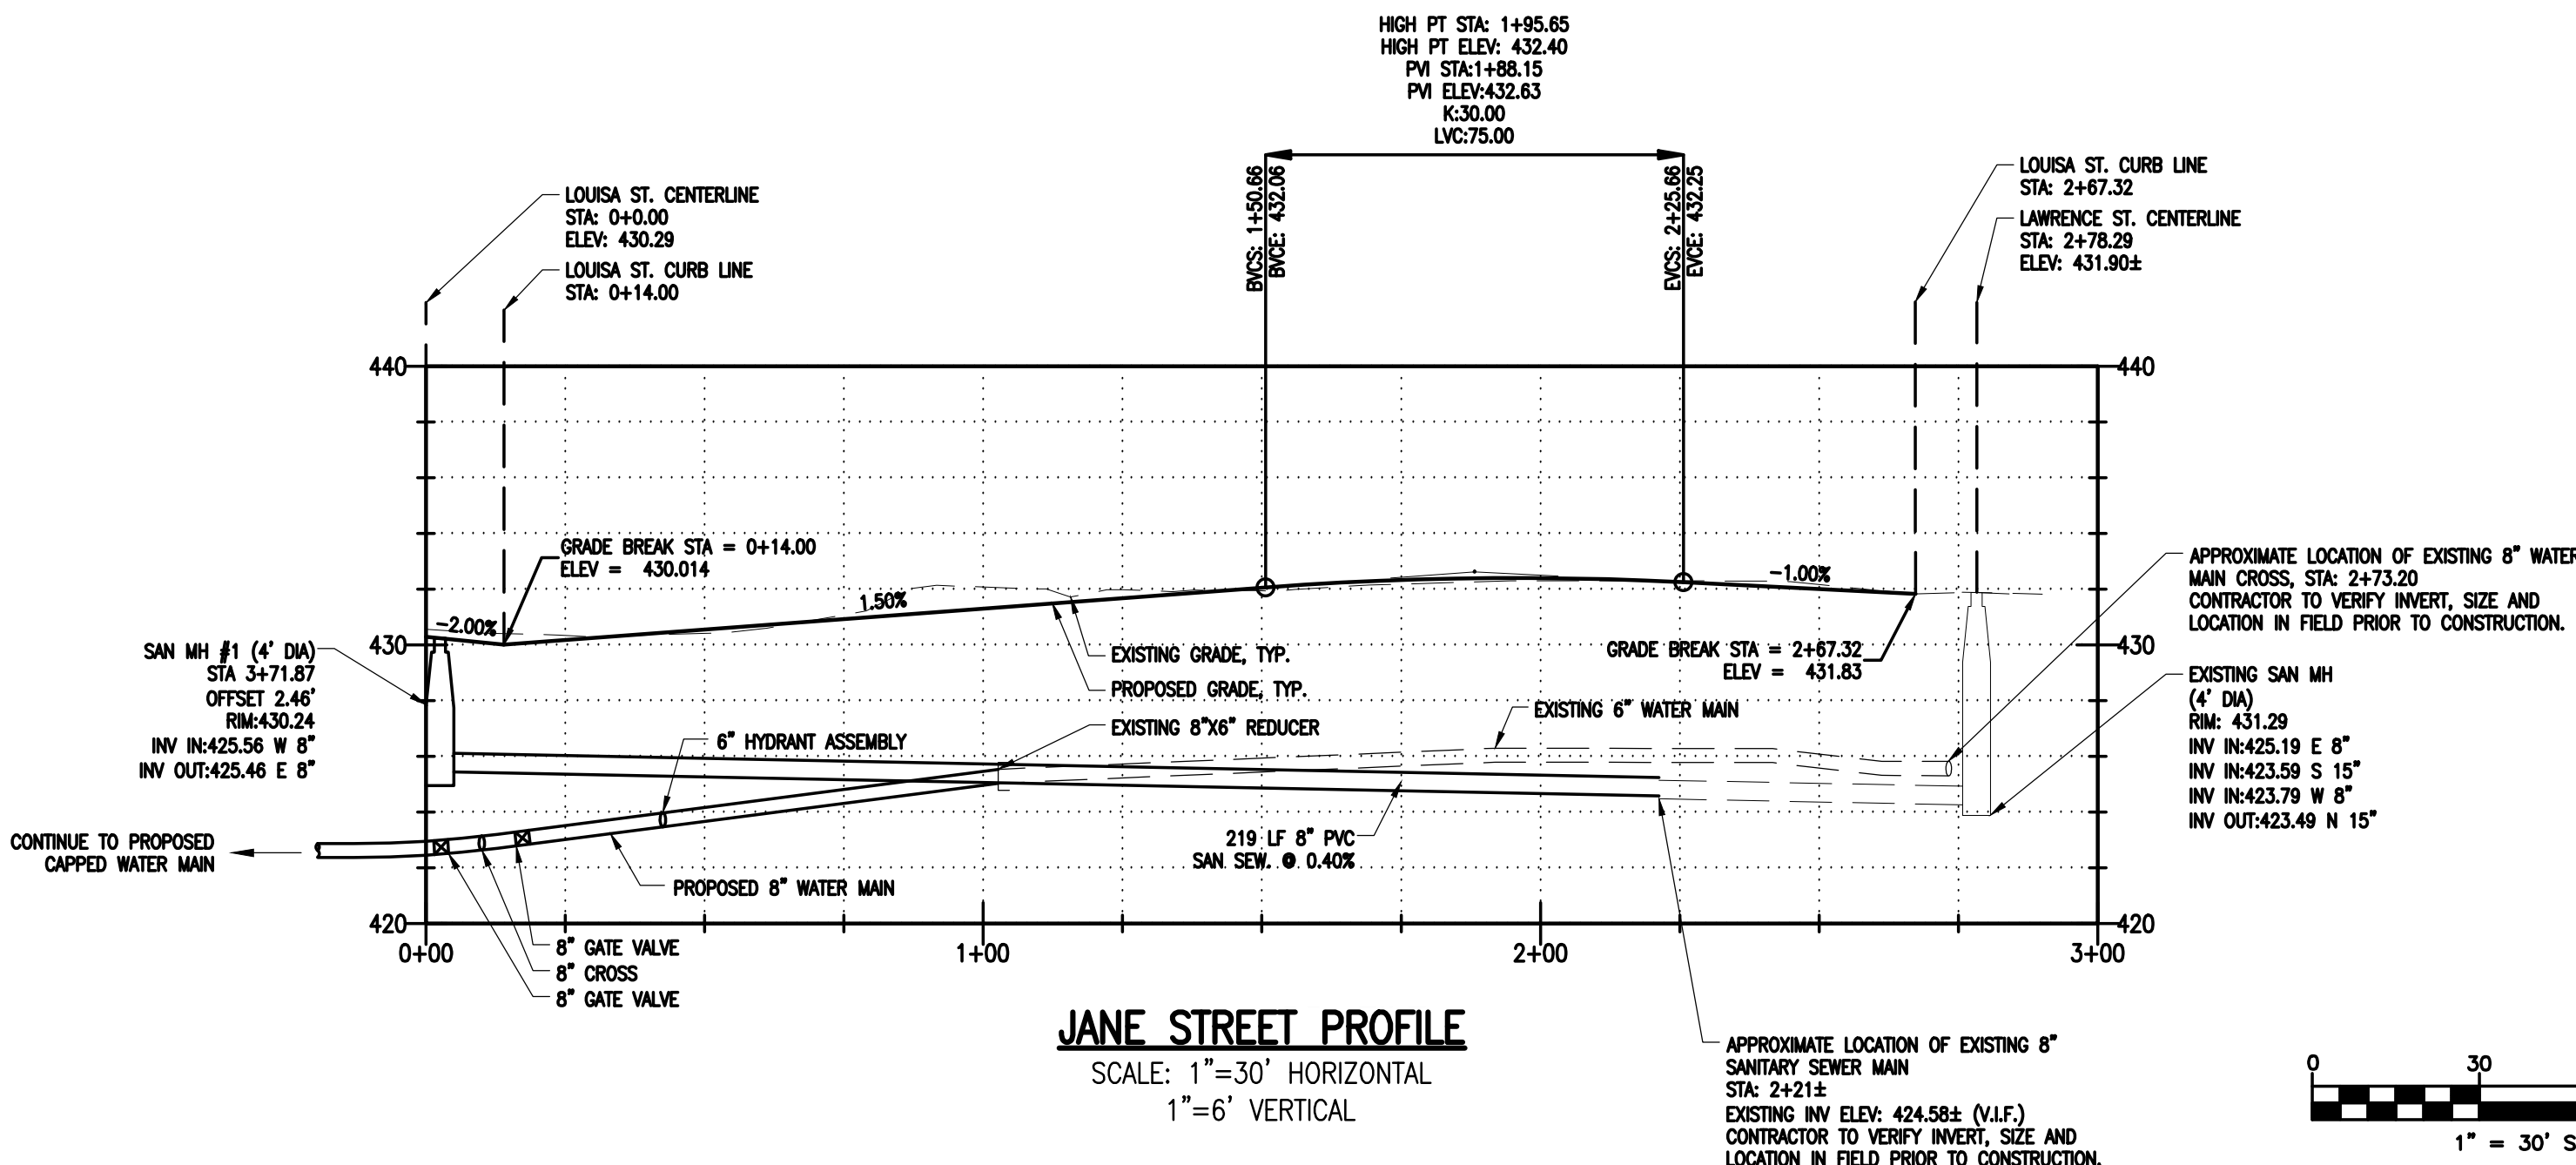 HIGH PT STA: 1+95.65
HIGH PT ELEV: 432.40
PVI STA:1+88.15
PVI ELEV:432.63
K:30.00
LVC:75.00
BVCS: 1+50.66
BVCE: 432.06
EVCS: 2+25.66
EVCE: 432.25
LOUISA ST. CENTERLINE
STA: 0+0.00
ELEV: 430.29
LOUISA ST. CURB LINE
STA: 0+14.00
LOUISA ST. CURB LINE
STA: 2+67.32
LAWRENCE ST. CENTERLINE
STA: 2+78.29
ELEV: 431.90±
440
440
GRADE BREAK STA = 0+14.00
ELEV = 430.014
-2.00%
1.50%
-1.00%
430
430
SAN MH #1 (4' DIA)
STA 3+71.87
OFFSET 2.46'
RIM:430.24
INV IN:425.56 W 8"
INV OUT:425.46 E 8"
EXISTING GRADE, TYP.
PROPOSED GRADE, TYP.
EXISTING 8"X6" REDUCER
6" HYDRANT ASSEMBLY
GRADE BREAK STA = 2+67.32
ELEV = 431.83
EXISTING 6" WATER MAIN
APPROXIMATE LOCATION OF EXISTING 8" WATER
MAIN CROSS, STA: 2+73.20
CONTRACTOR TO VERIFY INVERT, SIZE AND
LOCATION IN FIELD PRIOR TO CONSTRUCTION.
EXISTING SAN MH
(4' DIA)
RIM: 431.29
INV IN:425.19 E 8"
INV IN:423.59 S 15"
INV IN:423.79 W 8"
INV OUT:423.49 N 15"
CONTINUE TO PROPOSED
CAPPED WATER MAIN
219 LF 8" PVC
SAN SEW. @ 0.40%
PROPOSED 8" WATER MAIN
420
420
0+00
1+00
2+00
3+00
8" GATE VALVE
8" CROSS
8" GATE VALVE
JANE STREET PROFILE
SCALE: 1"=30' HORIZONTAL
1"=6' VERTICAL
APPROXIMATE LOCATION OF EXISTING 8"
SANITARY SEWER MAIN
STA: 2+21±
EXISTING INV ELEV: 424.58± (V.I.F.)
CONTRACTOR TO VERIFY INVERT, SIZE AND
LOCATION IN FIELD PRIOR TO CONSTRUCTION.
0
30
1" = 30' S